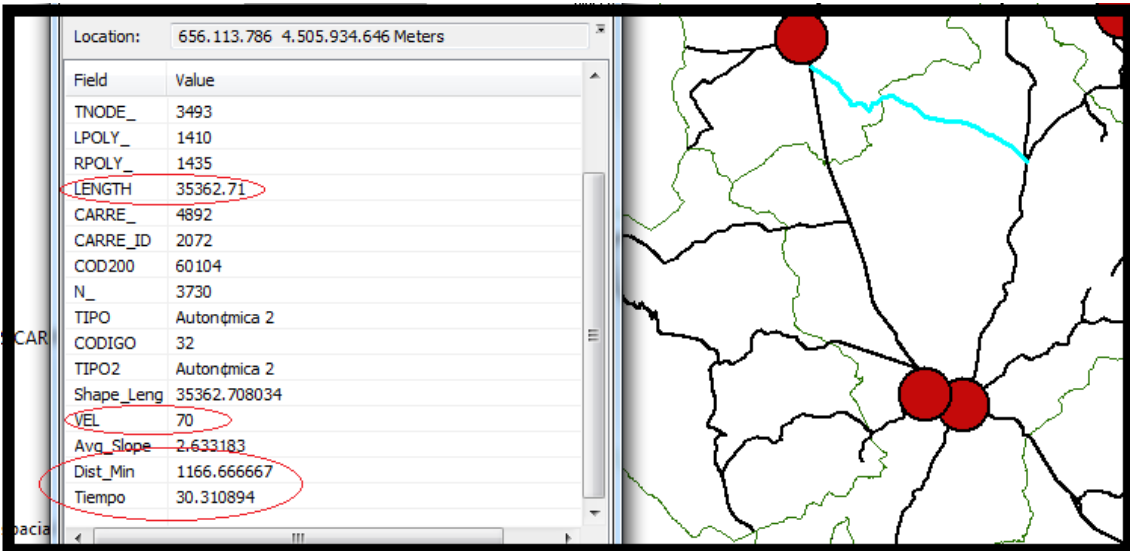 Location: 656.113.786 4.505.934.646 Meters
Field Value
TNODE_ 3493
LPOLY_ 1410
RPOLY_ 1435
LENGTH 35362.71
CARRE_ 4892
CARRE_ID 2072
COD200 60104
N_ 3730
TIPO Auton¢mica 2
CODIGO 32
CAR
TIPO2 Auton¢mica 2
Shape_Leng 35362.708034
VEL 70
Avg_Slope 2.633183
Dist_Min 1166.666667
Tiempo 30.310894